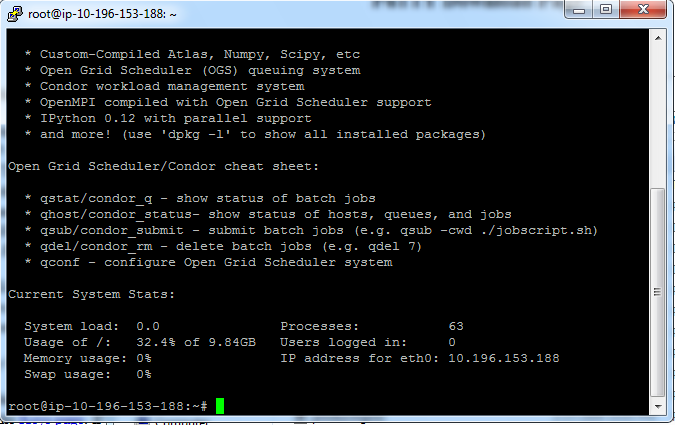 root@ip-10-196-153-188: ~
* Custom-Compiled Atlas, Numpy, Scipy, etc
* Open Grid Scheduler (OGS) queuing system
* Condor workload management system
* OpenMPI compiled with Open Grid Scheduler support
* IPython 0.12 with parallel support
* and more! (use 'dpkg -l' to show all installed packages)
Open Grid Scheduler/Condor cheat sheet:
* qstat/condor_q - show status of batch jobs
* qhost/condor_status- show status of hosts, queues, and jobs
* qsub/condor_submit - submit batch jobs (e.g. qsub -cwd ./jobscript.sh)
* qdel/condor_rm - delete batch jobs (e.g. qdel 7)
* qconf - configure Open Grid Scheduler system
Current System Stats:
System load: 0.0 Processes: 63
Usage of /: 32.4% of 9.84GB Users logged in: 0
Memory usage: 0% IP address for eth0: 10.196.153.188
Swap usage: 0%
root@ip-10-196-153-188:~#